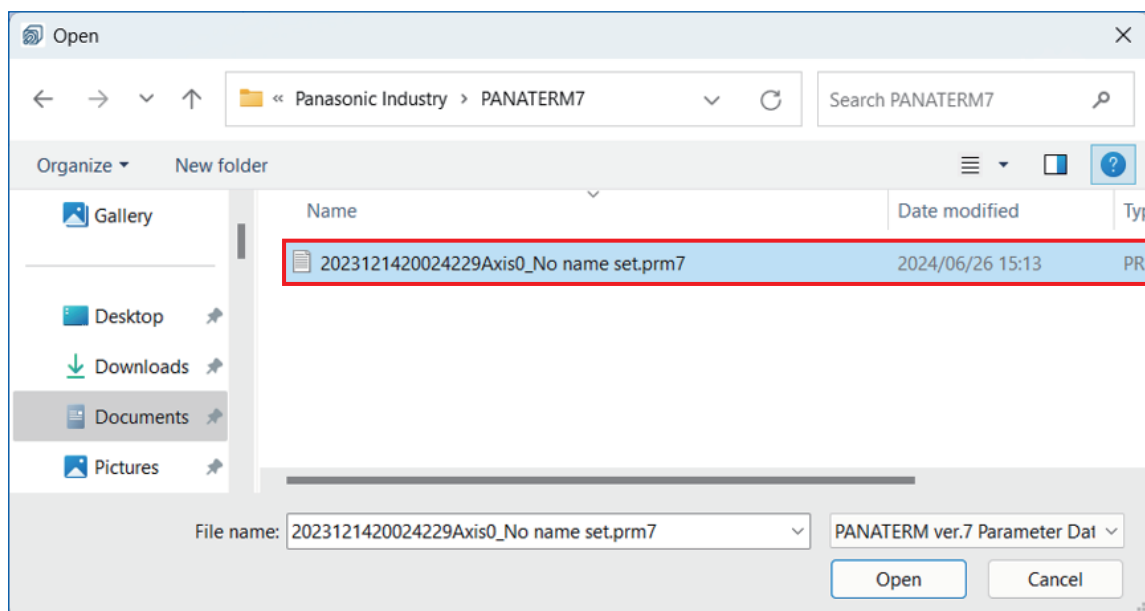 Open
« Panasonic Industry > PANATERM7
Search PANATERM7
Organize
New folder
Gallery
Desktop
Downloads
Documents
Pictures
Name
Date modified
Typ
2023121420024229Axis0_No name set.prm7
2024/06/26 15:13
PR
File name:
2023121420024229Axis0_No name set.prm7
PANATERM ver.7 Parameter Dat
Open
Cancel